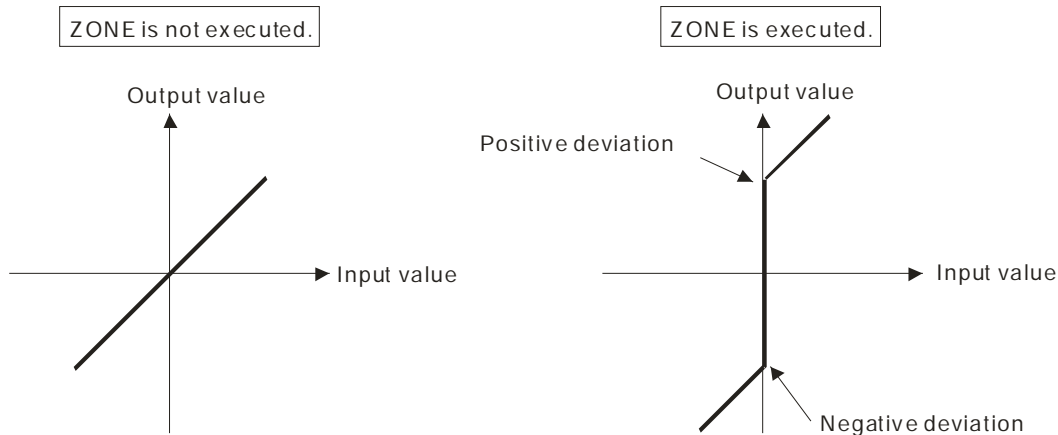 ZONE is not executed.
Output value
Input value
ZONE is executed.
Output value
Positive deviation
Input value
Negative deviation